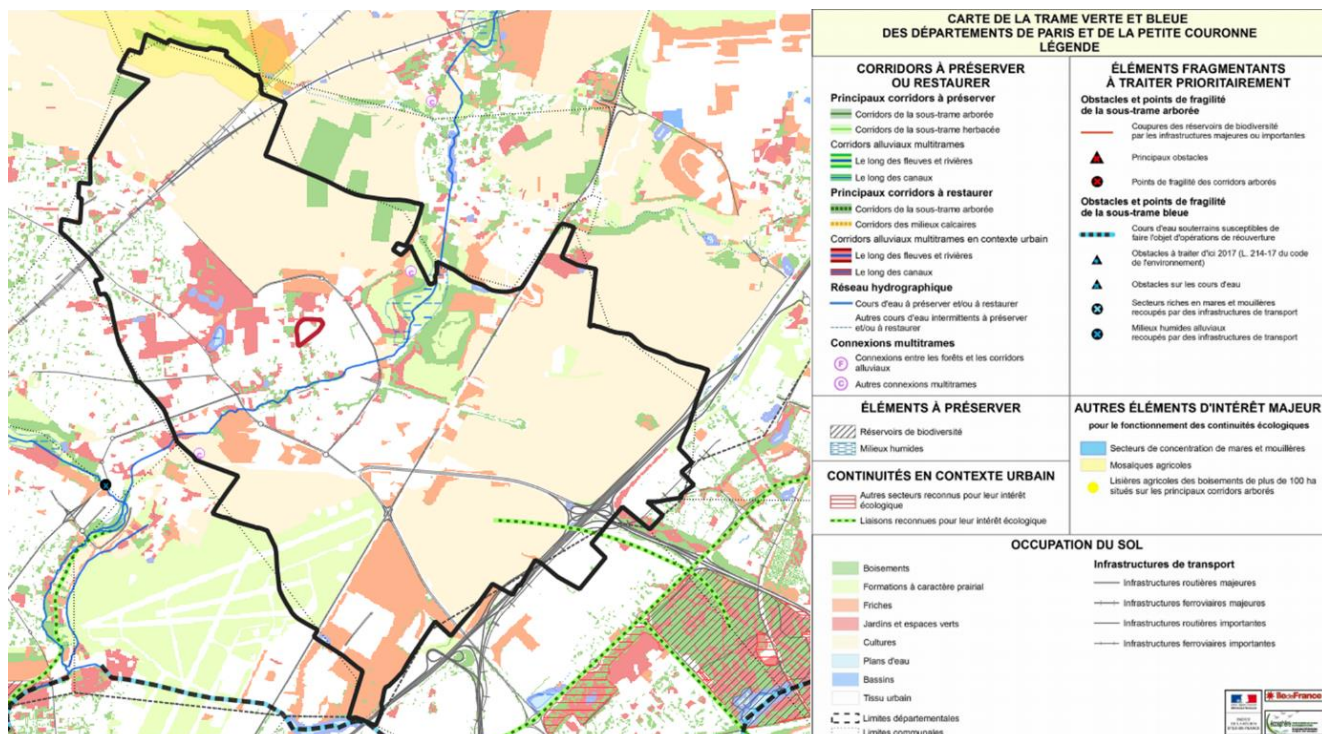 CARTE DE LA TRAME VERTE ET BLEUE
DES DÉPARTEMENTS DE PARIS ET DE LA PETITE COURONNE
LÉGENDE
CORRIDORS À PRÉSERVER
OU RESTAURER
Principaux corridors à préserver
Corridors de la sous-trame arborée
Corridors de la sous-trame herbacée
Corridors alluviaux multitrames
Le long des fleuves et rivières
Le long des canaux
Principaux corridors à restaurer
Corridors de la sous-trame arborée
Corridors des milieux calcaires
Corridors alluviaux multitrames en contexte urbain
Le long des fleuves et rivières
Le long des canaux
Réseau hydrographique
Cours d'eau à préserver et/ou à restaurer
Autres cours d'eau intermittents à préserver
et/ou à restaurer
Connexions multitrames
F Connexions entre les forêts et les corridors
alluviaux
C Autres connexions multitrames
ÉLÉMENTS À PRÉSERVER
Réservoirs de biodiversité
Milieux humides
CONTINUITÉS EN CONTEXTE URBAIN
Autres secteurs reconnus pour leur intérêt
écologique
Liaisons reconnues pour leur intérêt écologique
ÉLÉMENTS FRAGMENTANTS
À TRAITER PRIORITAIREMENT
Obstacles et points de fragilité
de la sous-trame arborée
Coupures des réservoirs de biodiversité
par les infrastructures majeures ou importantes
Principaux obstacles
Points de fragilité des corridors arborés
Obstacles et points de fragilité
de la sous-trame bleue
Cours d'eau souterrains susceptibles de
faire l'objet d'opérations de réouverture
Obstacles à traiter d'ici 2017 (L. 214-17 du code
de l'environnement)
Obstacles sur les cours d'eau
Secteurs riches en mares et mouillères
recoupés par des infrastructures de transport
Milieux humides alluviaux
recoupés par des infrastructures de transport
AUTRES ÉLÉMENTS D'INTÉRÊT MAJEUR
pour le fonctionnement des continuités écologiques
Secteurs de concentration de mares et mouillères
Mosaïques agricoles
Lisières agricoles des boisements de plus de 100 ha
situés sur les principaux corridors arborés
OCCUPATION DU SOL
Boisements
Formations à caractère prairial
Friches
Jardins et espaces verts
Cultures
Plans d'eau
Bassins
Tissu urbain
Limites départementales
Limites communales
Infrastructures de transport
Infrastructures routières majeures
Infrastructures ferroviaires majeures
Infrastructures routières importantes
Infrastructures ferroviaires importantes
îledeFrance
C
C
C